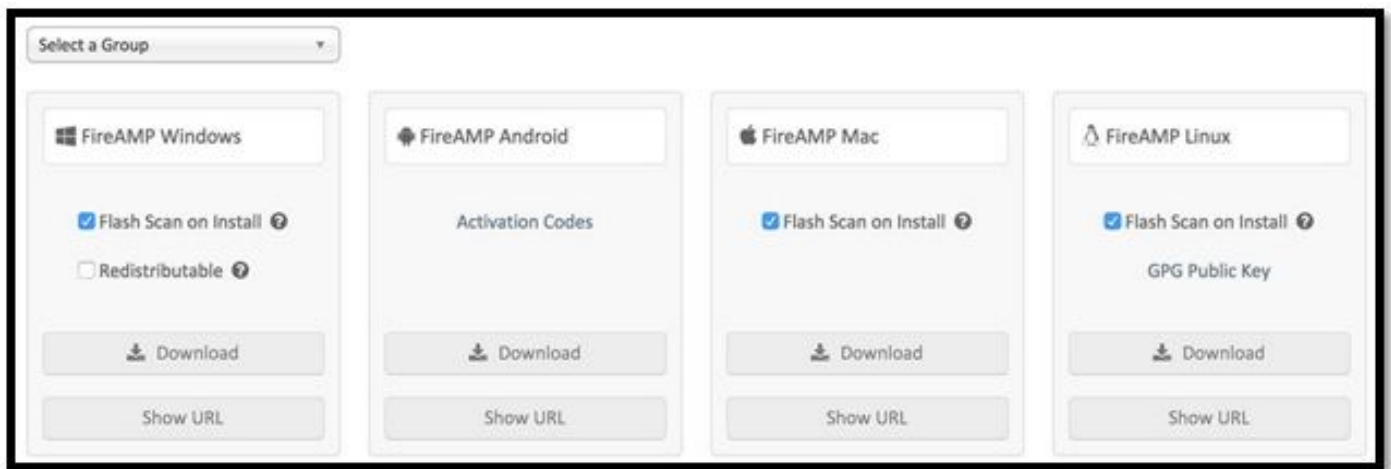 Select a Group
FireAMP Windows
Flash Scan on Install
Redistributable
Download
Show URL
FireAMP Android
Activation Codes
Download
Show URL
FireAMP Mac
Flash Scan on Install
Download
Show URL
FireAMP Linux
Flash Scan on Install
GPG Public Key
Download
Show URL